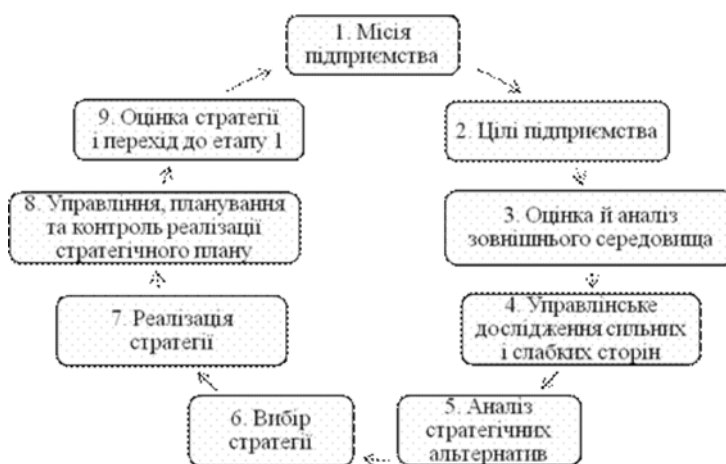 1. Місія
підприємства
2. Цілі підприємства
3. Оцінка й аналіз
зовнішнього середовища
4. Управлінське
дослідження сильних
і слабких сторін
5. Аналіз
стратегічних
альтернатив
6. Вибір
стратегії
7. Реалізація
стратегії
8. Управління, планування
та контроль реалізації
стратегічного плану
9. Оцінка стратегії
і перехід до етапу 1